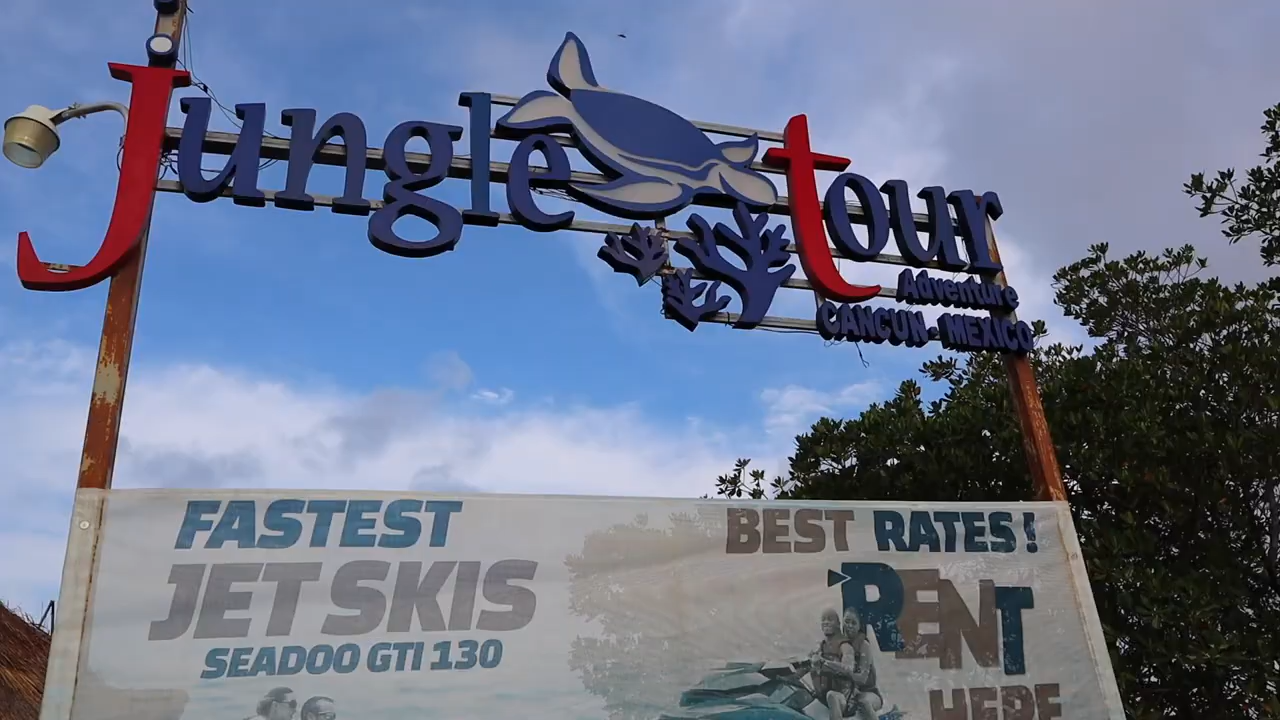 Jungle tour
Adventure
CANCUN - MEXICO
FASTEST
JET SKIS
SEADOO GTI 130
BEST RATES!
RENT
HERE